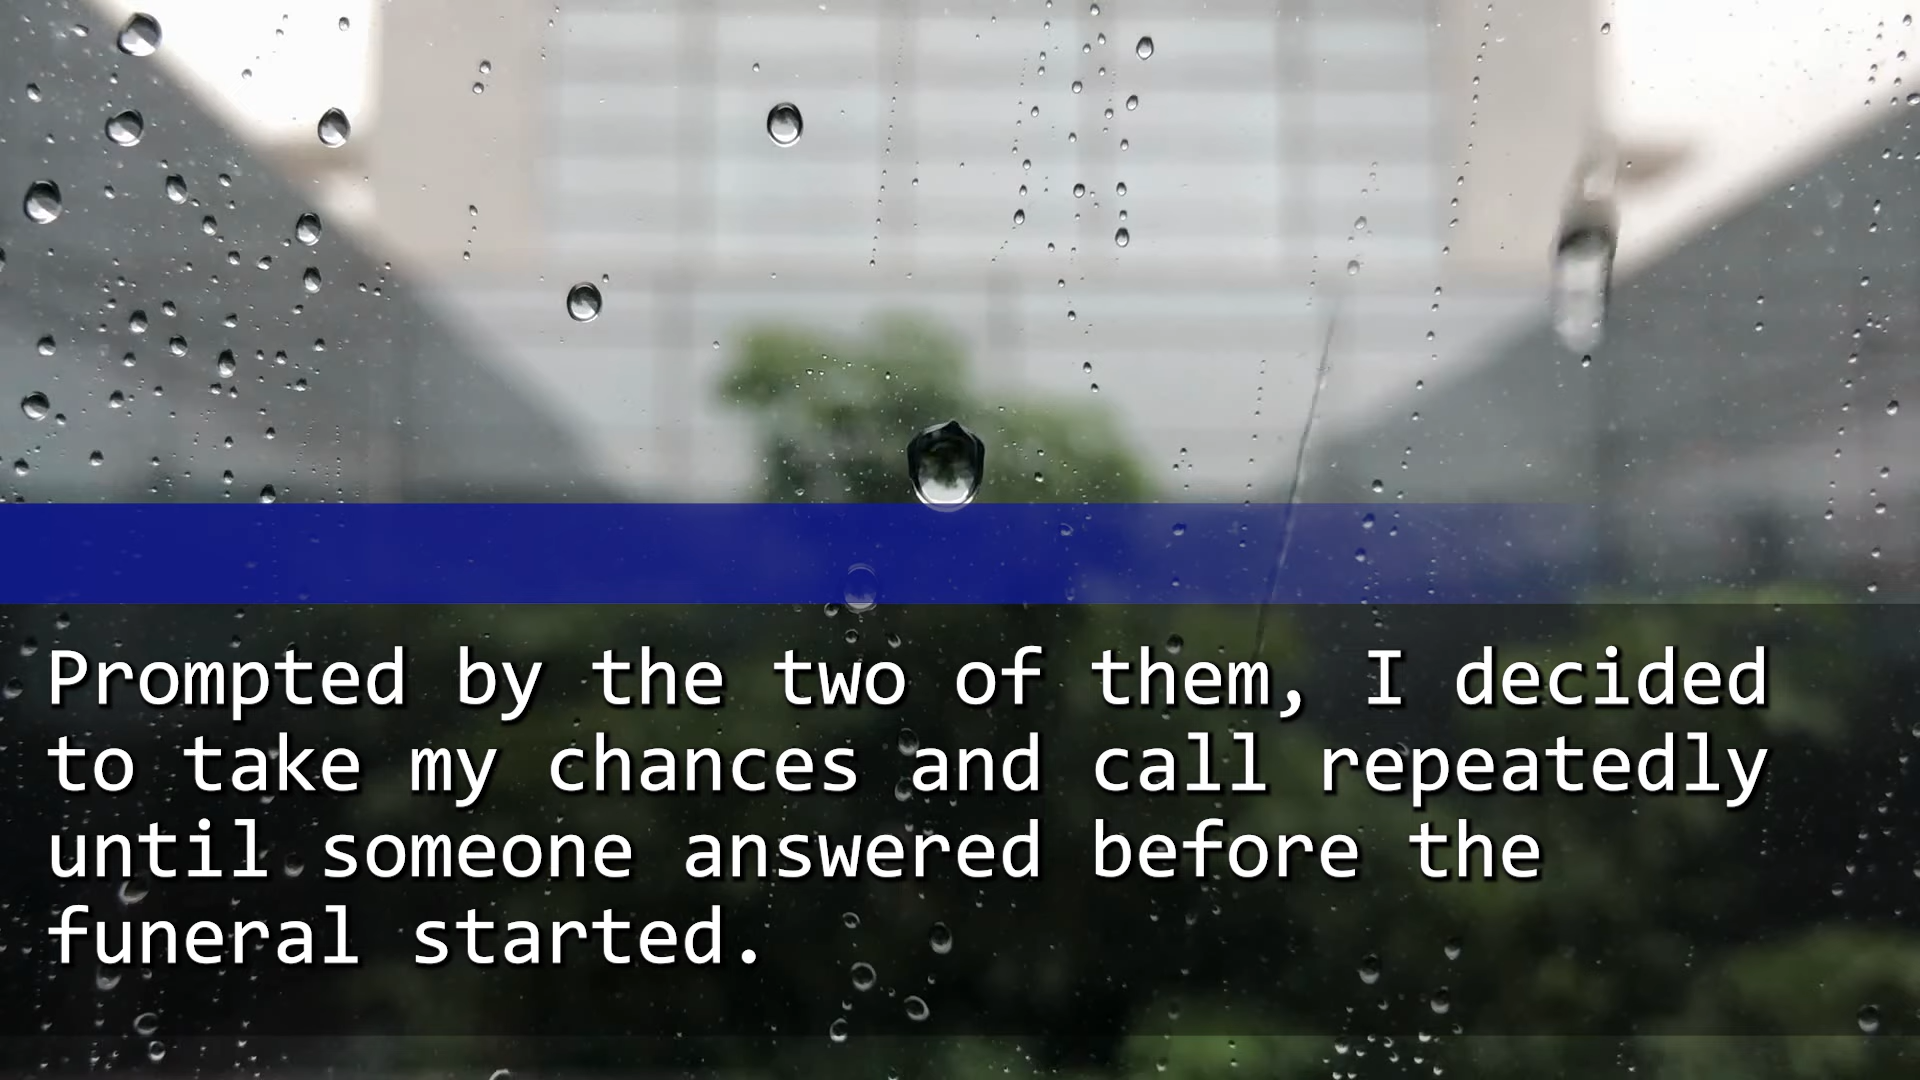 Prompted by the two of them, I decided
to take my chances and call repeatedly
until someone answered before the
funeral started.